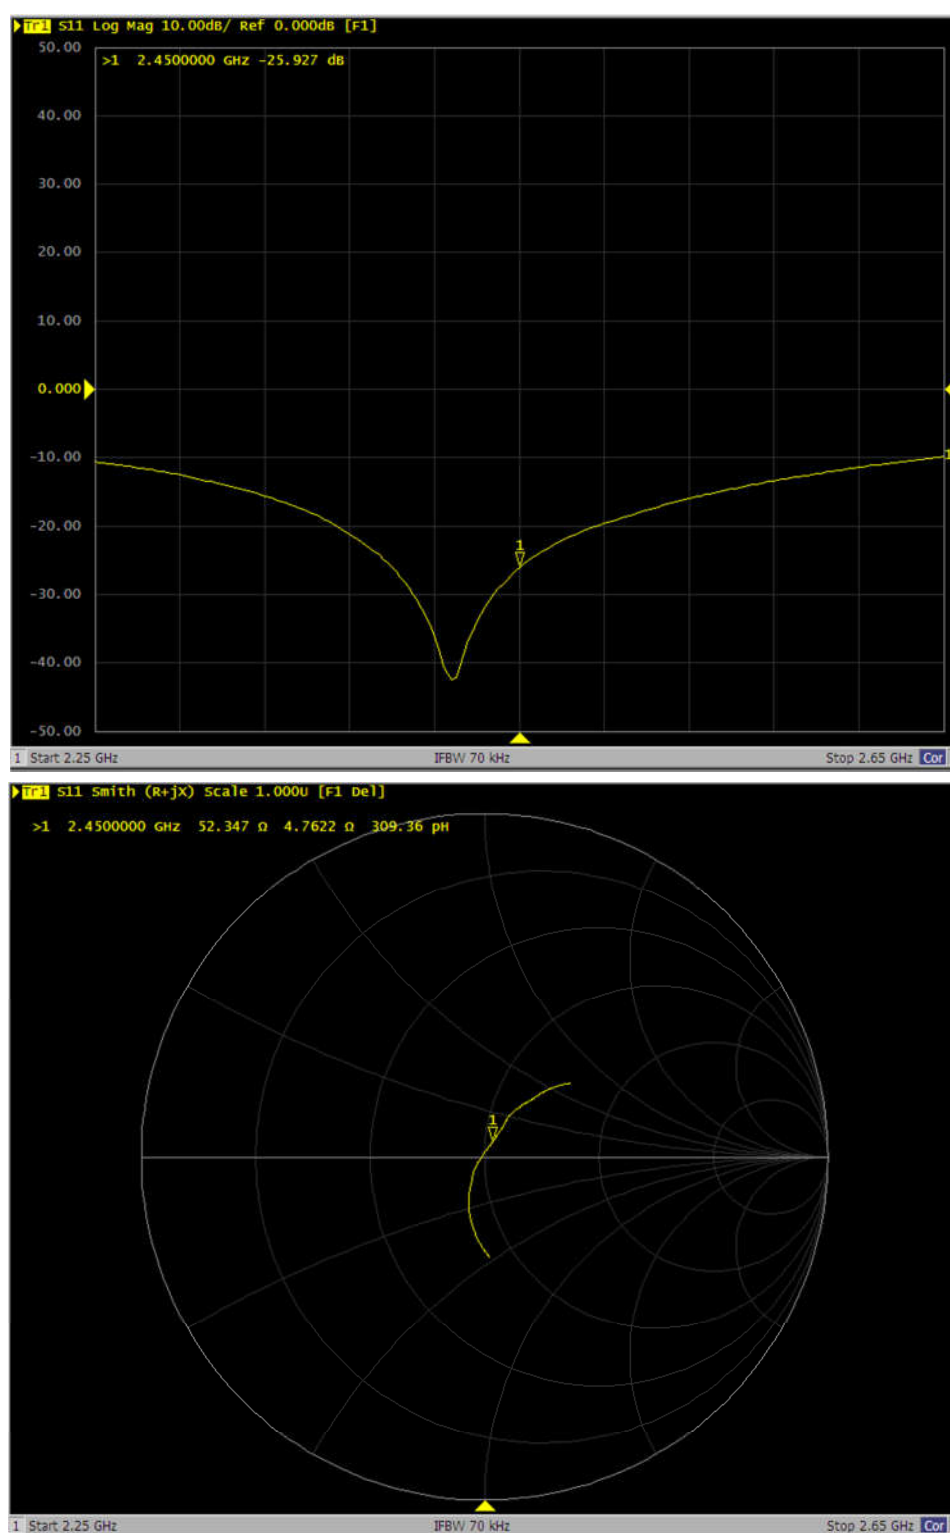 Tr1 S11 Log Mag 10.00dB/ Ref 0.000dB [F1]
50.00
>1 2.4500000 GHz -25.927 dB
40.00
30.00
20.00
10.00
0.000
-10.00
1
-20.00
1
-30.00
-40.00
-50.00
1 Start 2.25 GHz IFBW 70 kHz Stop 2.65 GHz Cor
Tr1 S11 Smith (R+jX) Scale 1.000U [F1 Del]
>1 2.4500000 GHz 52.347 Ω 4.7622 Ω 309.36 pH
1
1 Start 2.25 GHz IFBW 70 kHz Stop 2.65 GHz Cor